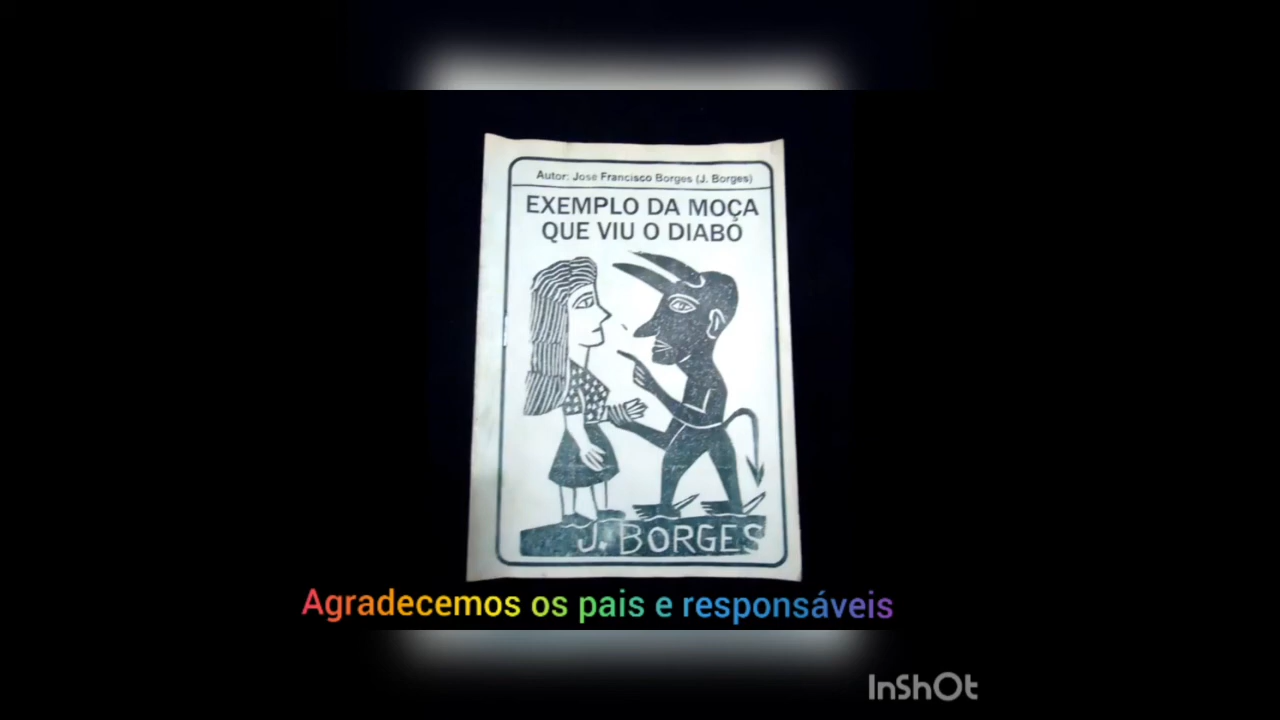 Autor: Jose Francisco Borges (J. Borges)
EXEMPLO DA MOÇA
QUE VIU O DIABO
J. BORGES
Agradecemos os pais e responsáveis
InShOt